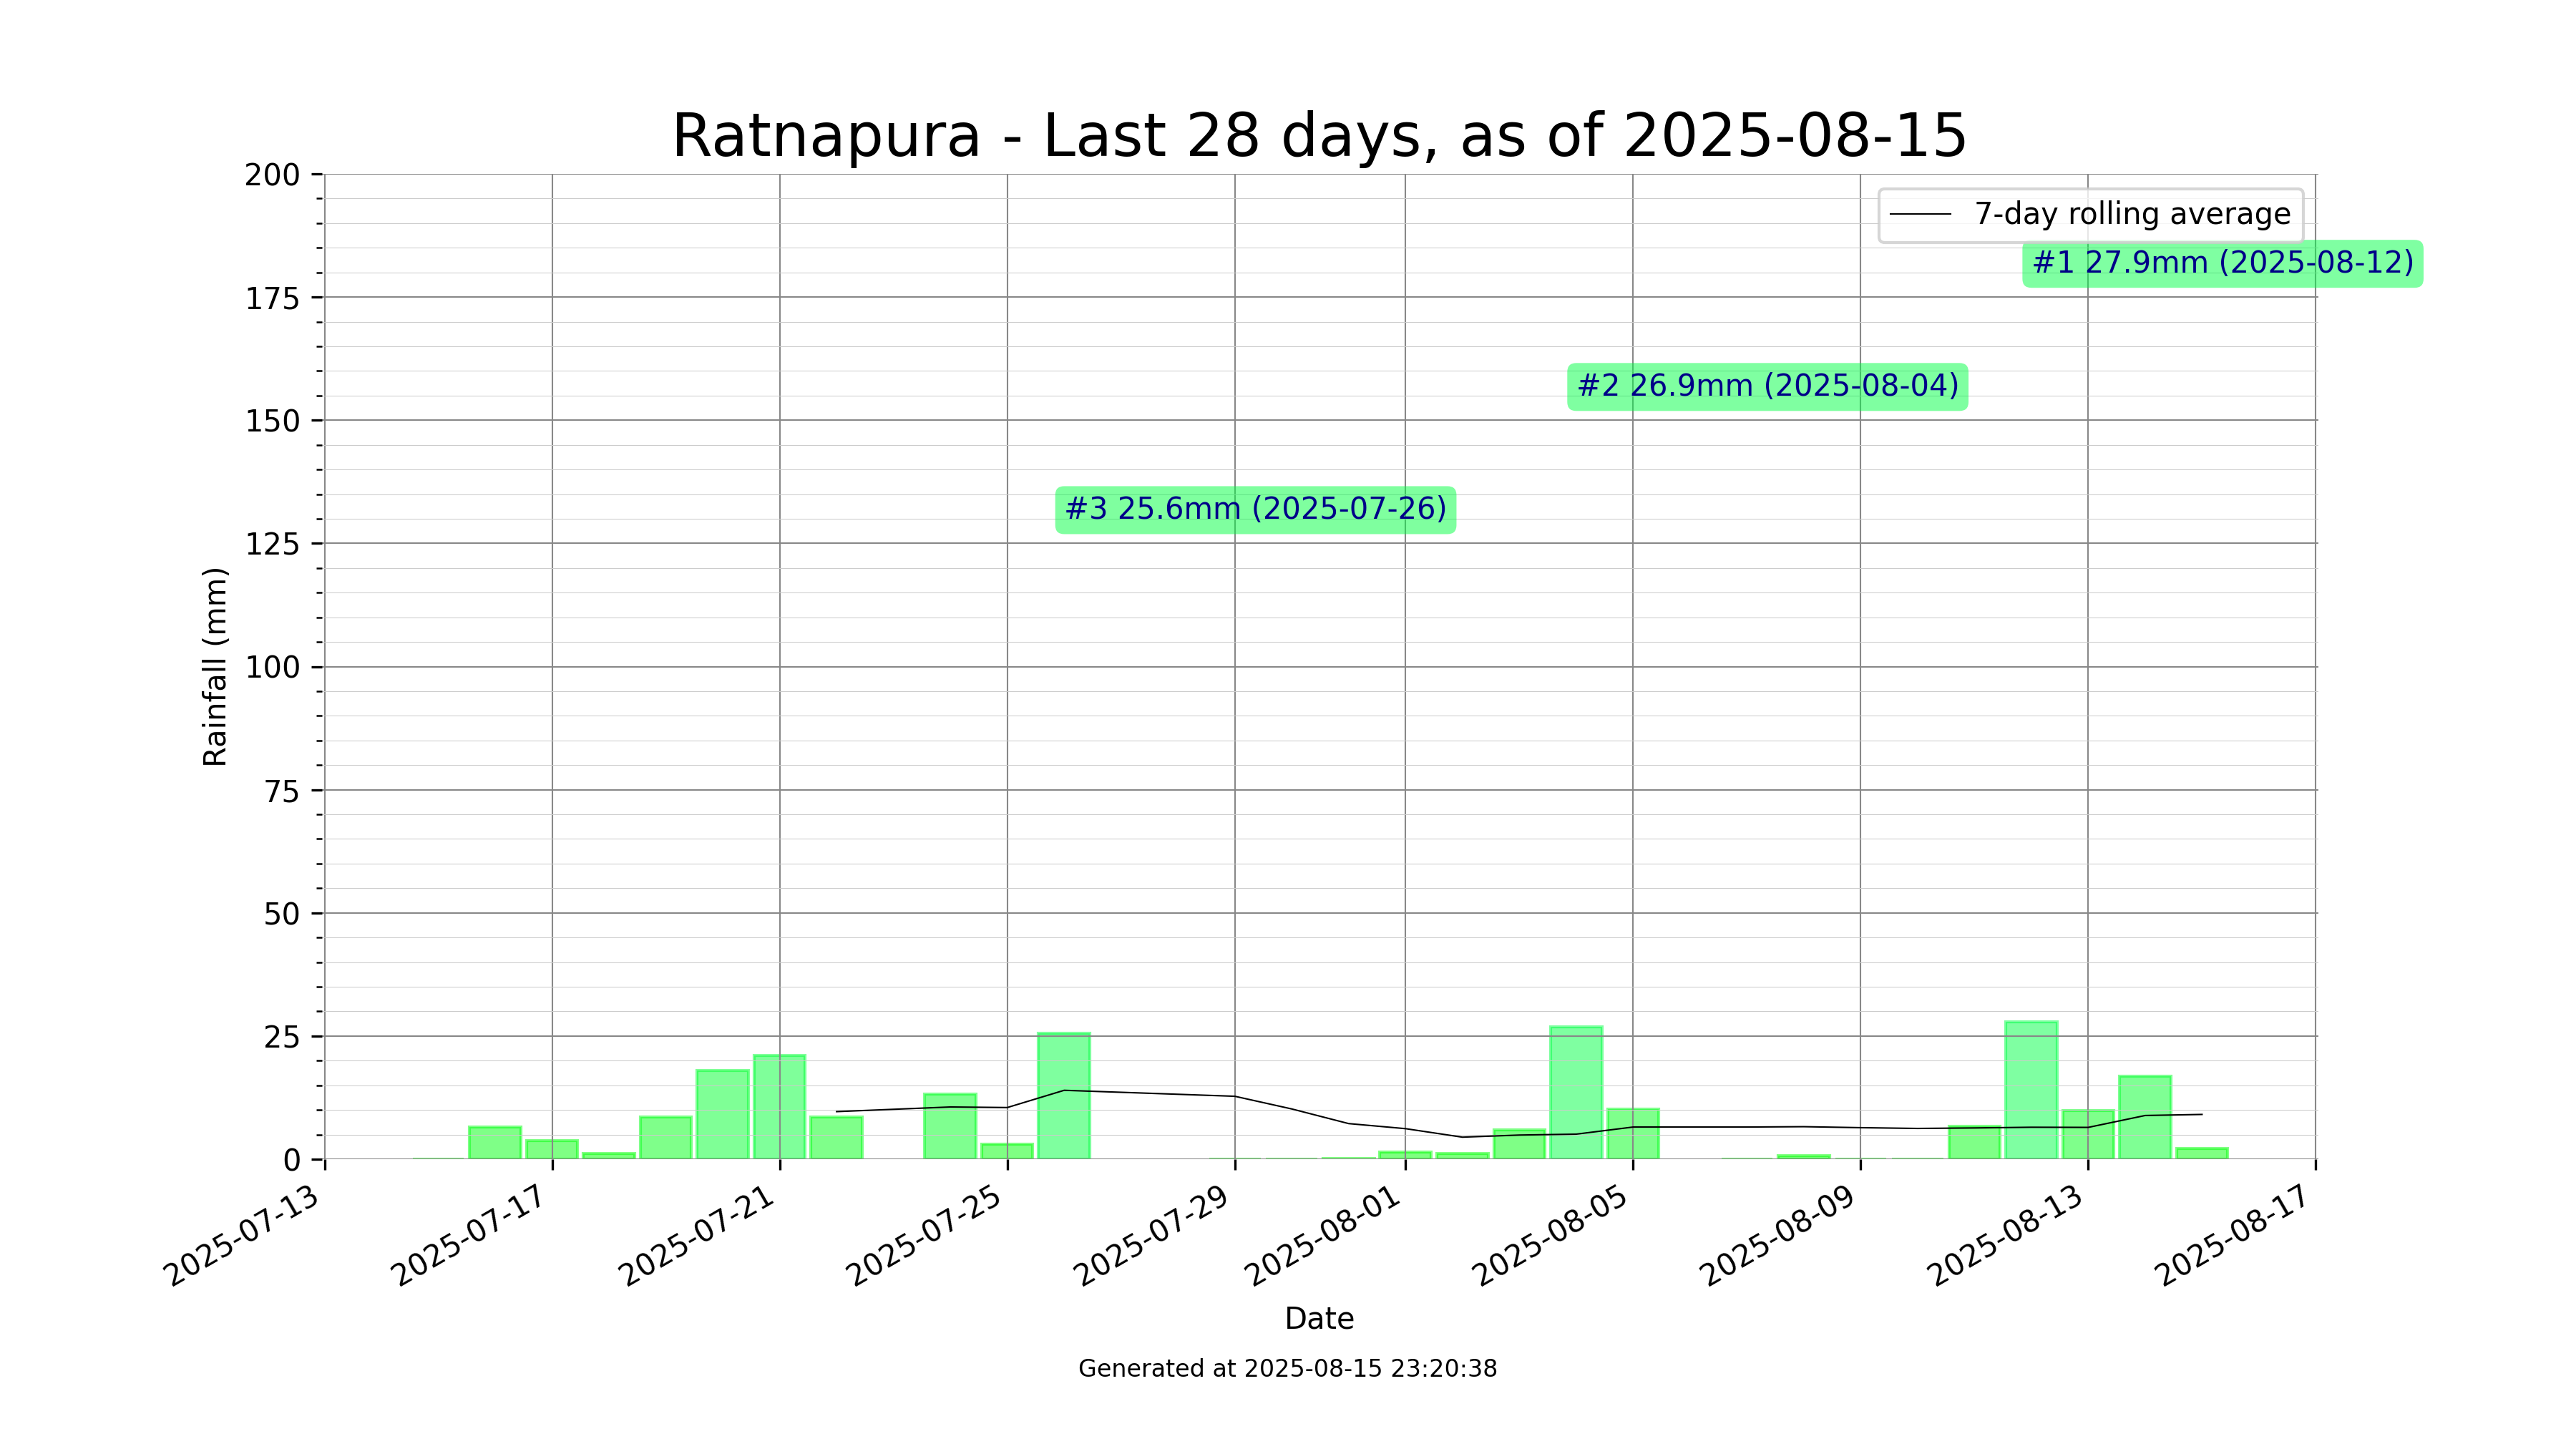 Ratnapura - Last 28 days, as of 2025-08-15
200
175
150
125
100
75
50
25
0
Rainfall (mm)
7-day rolling average
#1 27.9mm (2025-08-12)
#2 26.9mm (2025-08-04)
#3 25.6mm (2025-07-26)
2025-07-13
2025-07-17
2025-07-21
2025-07-25
2025-07-29
2025-08-01
2025-08-05
2025-08-09
2025-08-13
2025-08-17
Date
Generated at 2025-08-15 23:20:38